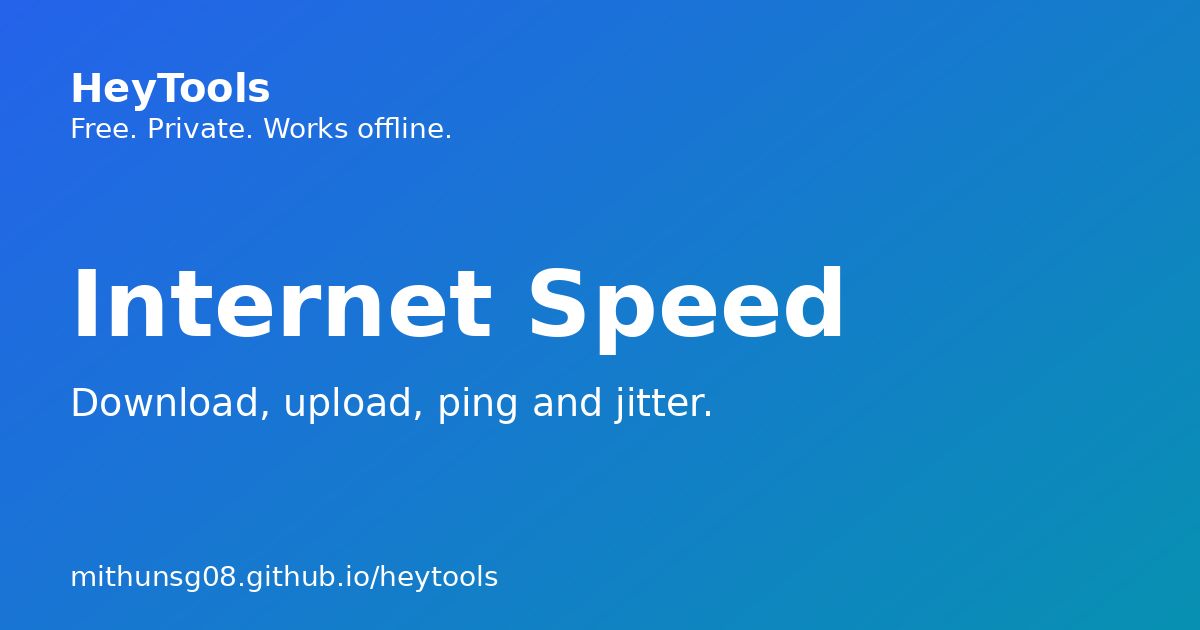 HeyTools
Free. Private. Works offline.
Internet Speed
Download, upload, ping and jitter.
mithunsg08.github.io/heytools